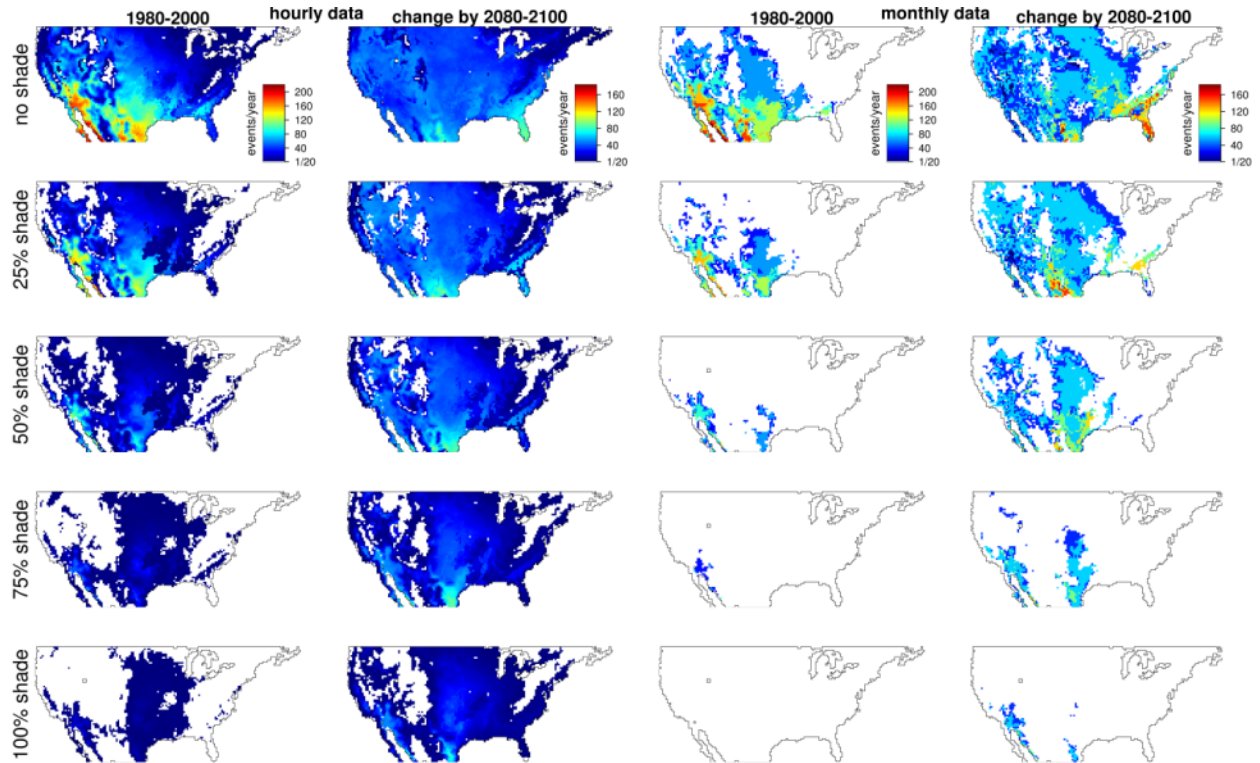 hourly data
monthly data
1980-2000
change by 2080-2100
1980-2000
change by 2080-2100
no shade
events/year
200
160
120
80
40
1/20
events/year
160
120
80
40
1/20
events/year
200
160
120
80
40
1/20
events/year
160
120
80
40
1/20
25% shade
50% shade
75% shade
100% shade